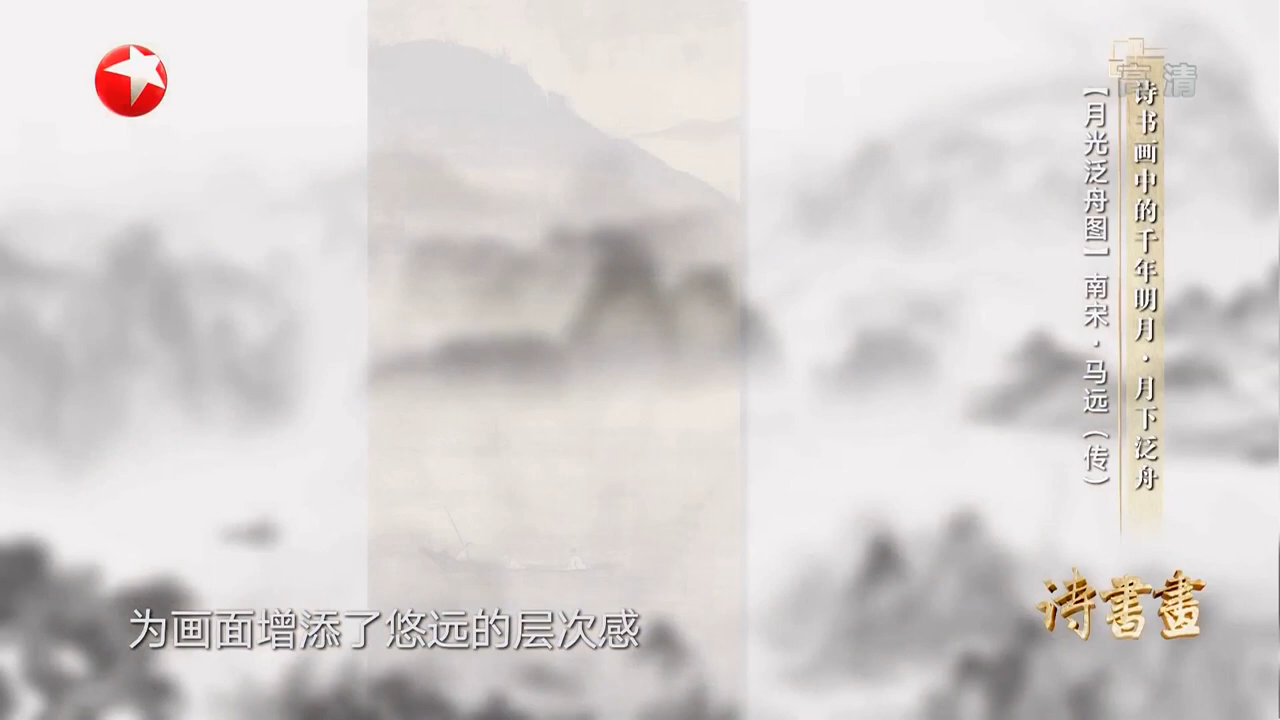 高清
诗书画中的千年明月·月下泛舟
【月光泛舟图】南宋·马远（传）
诗書畫
为画面增添了悠远的层次感